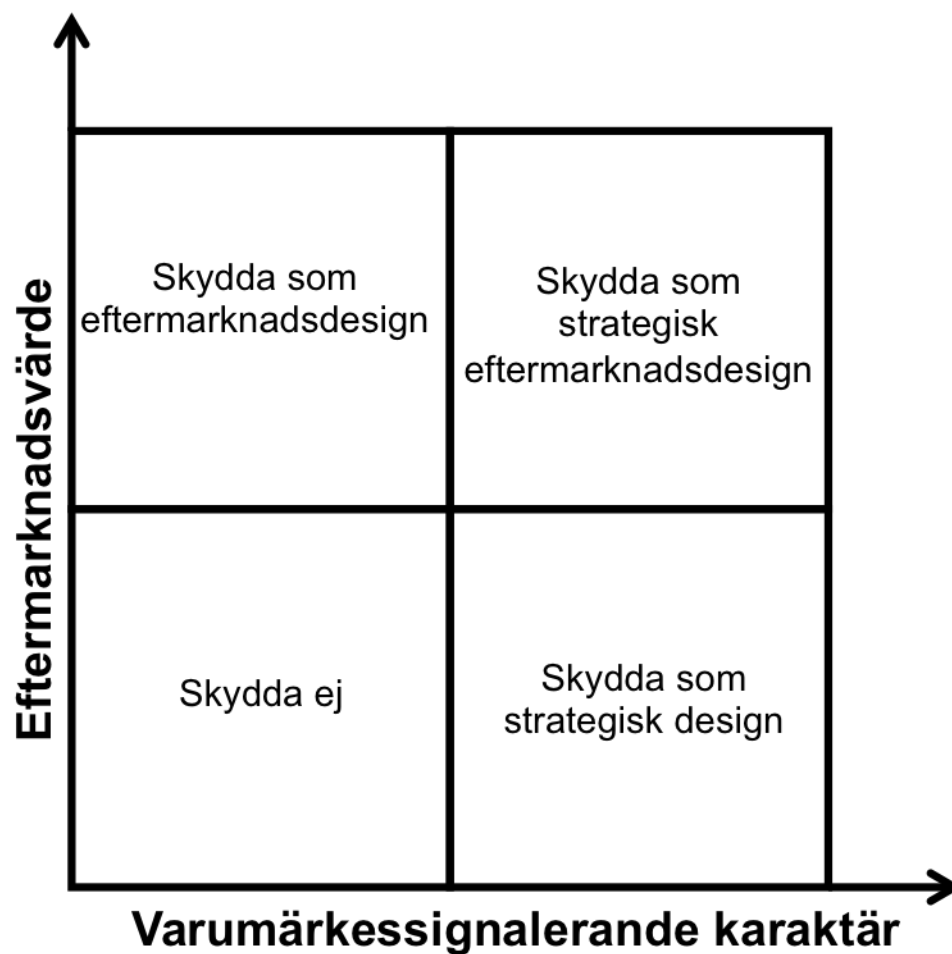 Eftermarknadsvärde
Skydda som
eftermarknadsdesign
Skydda som
strategisk
eftermarknadsdesign
Skydda ej
Skydda som
strategisk design
Varumärkessignalerande karaktär